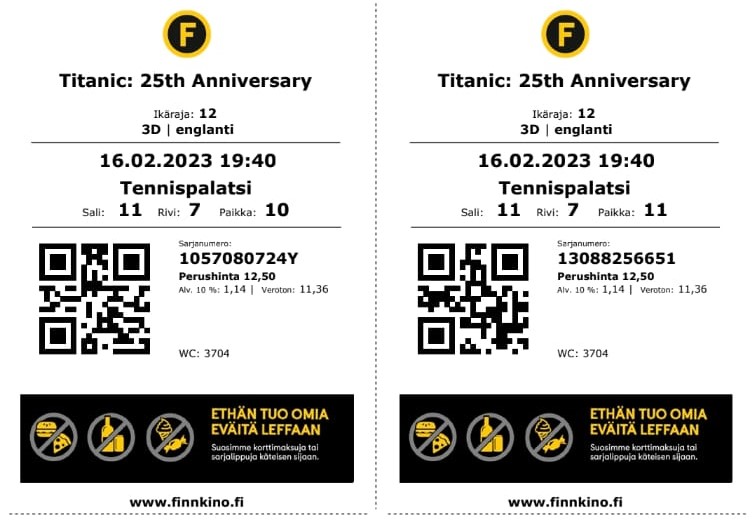 F
Titanic: 25th Anniversary
Ikäraja: 12
3D | englanti
16.02.2023 19:40
Tennispalatsi
Sali: 11 Rivi: 7 Paikka: 10
Sarjanumero:
1057080724Y
Perushinta 12,50
Alv. 10 %: 1,14 | Veroton: 11,36
WC: 3704
ETHÄN TUO OMIA
EVÄITÄ LEFFAAN
Suosimme korttimaksuja tai
sarjalippuja käteisen sijaan.
www.finnkino.fi
F
Titanic: 25th Anniversary
Ikäraja: 12
3D | englanti
16.02.2023 19:40
Tennispalatsi
Sali: 11 Rivi: 7 Paikka: 11
Sarjanumero:
13088256651
Perushinta 12,50
Alv. 10 %: 1,14 | Veroton: 11,36
WC: 3704
ETHÄN TUO OMIA
EVÄITÄ LEFFAAN
Suosimme korttimaksuja tai
sarjalippuja käteisen sijaan.
www.finnkino.fi